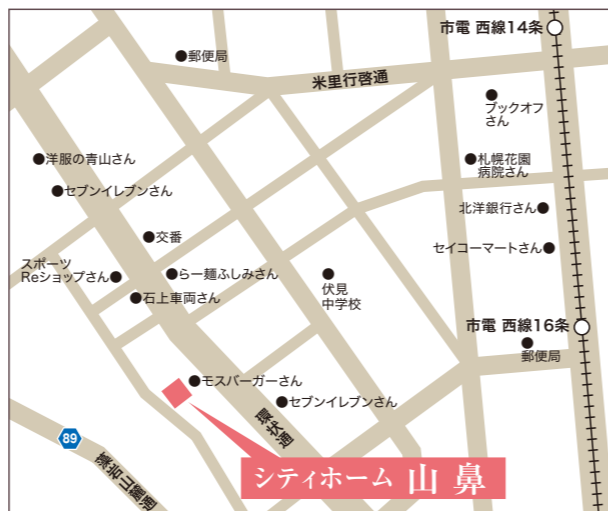 市電 西線14条
郵便局
米里行啓通
ブックオフ
さん
洋服の青山さん
札幌花園
病院さん
セブンイレブンさん
北洋銀行さん
交番
セイコーマートさん
スポーツ
Reショップさん
らー麺ふしみさん
伏見
中学校
石上車両さん
市電 西線16条
郵便局
モスバーガーさん
セブンイレブンさん
環状通
89
藻岩山麓通
シティホーム 山鼻